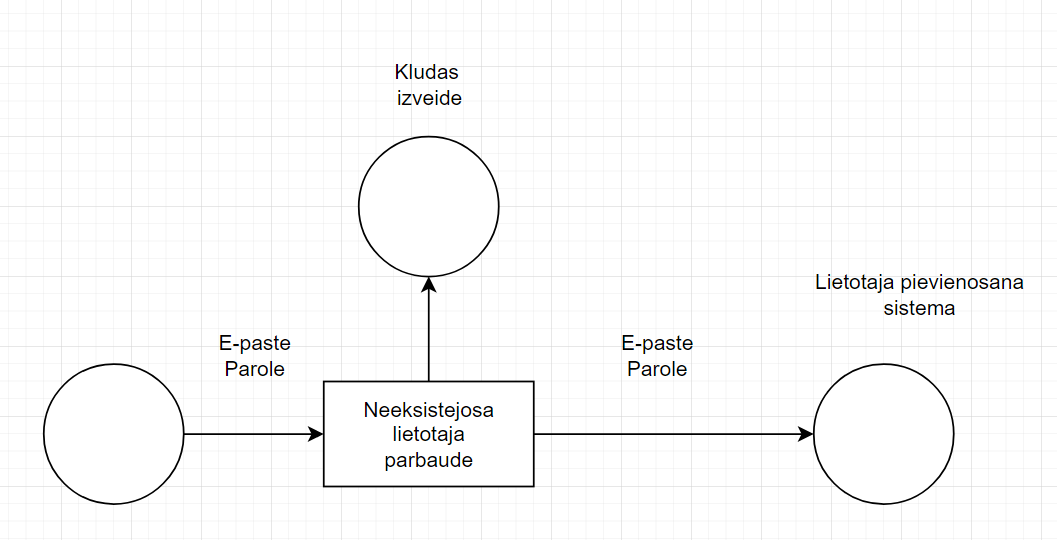 Kludas
izveide
Lietotaja pievienosana
sistema
E-paste
Parole
E-paste
Parole
Neeksistejosa
lietotaja
parbaude